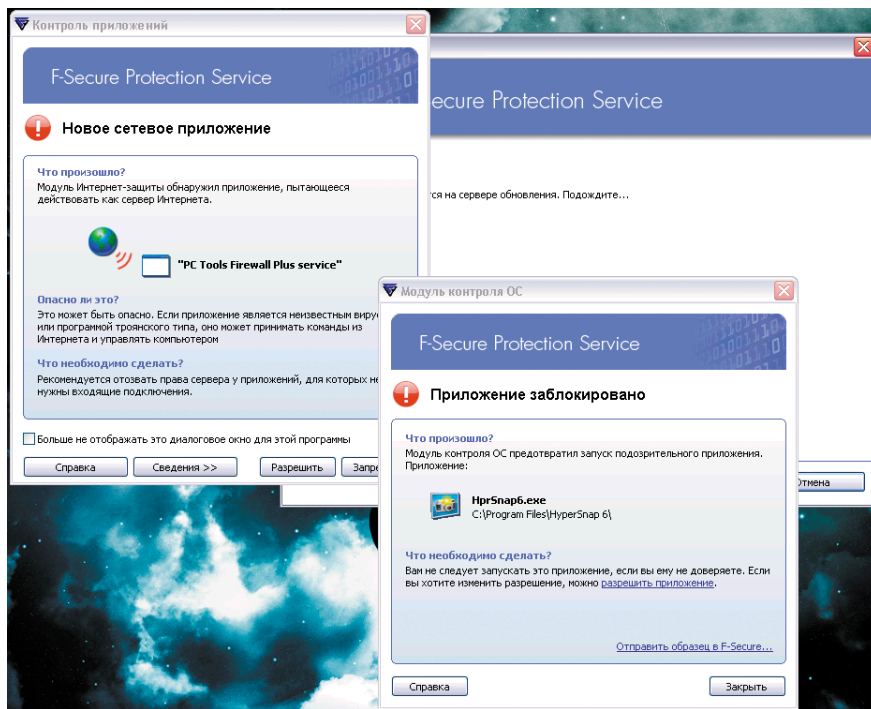 Контроль приложений
F-Secure Protection Service
Новое сетевое приложение
Что произошло?
Модуль Интернет-защиты обнаружил приложение, пытающееся
действовать как сервер Интернета.
"PC Tools Firewall Plus service"
Опасно ли это?
Это может быть опасно. Если приложение является неизвестным
или программой троянского типа, оно может принимать команды из
Интернета и управлять компьютером
Что необходимо сделать?
Рекомендуется отозвать права сервера у приложений, для которых не
нужны входящие подключения.
Больше не отображать это диалоговое окно для этой программы
Справка
Сведения >>
Разрешить
ecure Protection Service
на сервере обновления. Подождите...
Отмена
Модуль контроля ОС
F-Secure Protection Service
Приложение заблокировано
Что произошло?
Модуль контроля ОС предотвратил запуск подозрительного приложения.
Приложение:
HprSnap6.exe
C:\Program Files\HyperSnap 6\
Что необходимо сделать?
Вам не следует запускать это приложение, если вы ему не доверяете. Если
вы хотите изменить разрешение, можно разрешить приложение.
Отправить образец в F-Secure...
Справка
Закрыть